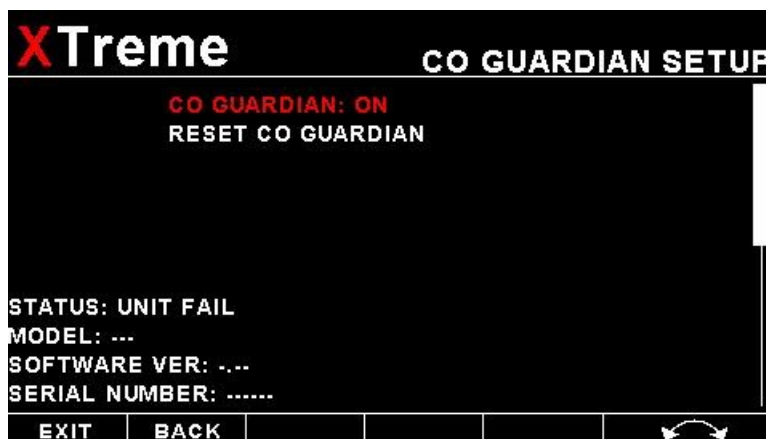 XTreme
CO GUARDIAN SETUP
CO GUARDIAN: ON
RESET CO GUARDIAN
STATUS: UNIT FAIL
MODEL: ---
SOFTWARE VER: -.--
SERIAL NUMBER: ------
EXIT BACK